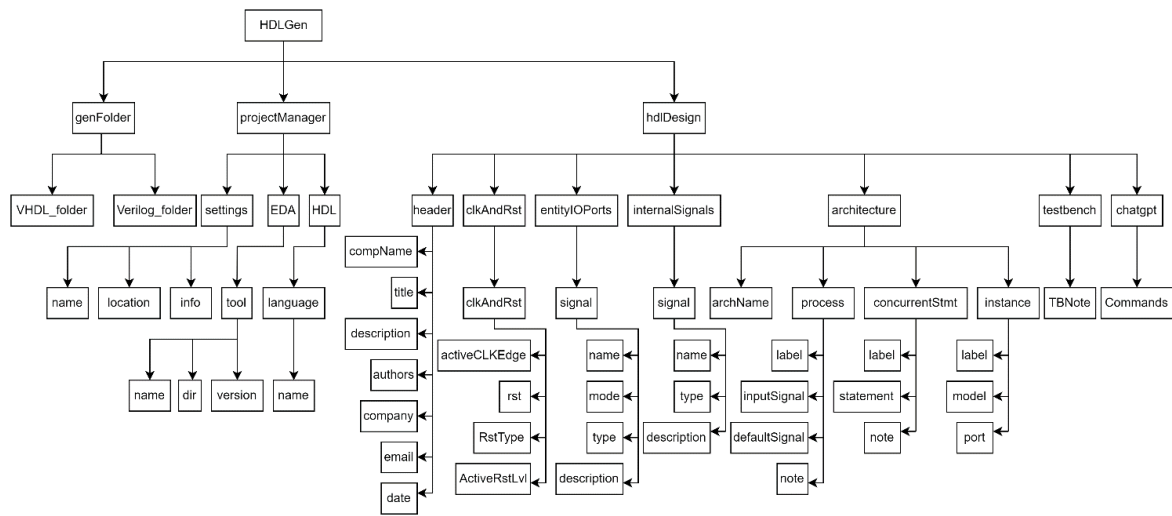 HDLGen
genFolder
projectManager
hdlDesign
VHDL_folder
Verilog_folder
settings
EDA
HDL
header
clkAndRst
entityIOPorts
internalSignals
architecture
testbench
chatgpt
name
location
info
tool
language
name
dir
version
name
compName
title
description
authors
company
email
date
clkAndRst
activeCLKEdge
rst
RstType
ActiveRstLvl
signal
name
mode
type
description
signal
name
type
description
archName
process
label
inputSignal
defaultSignal
note
concurrentStmt
label
statement
note
instance
label
model
port
TBNote
Commands